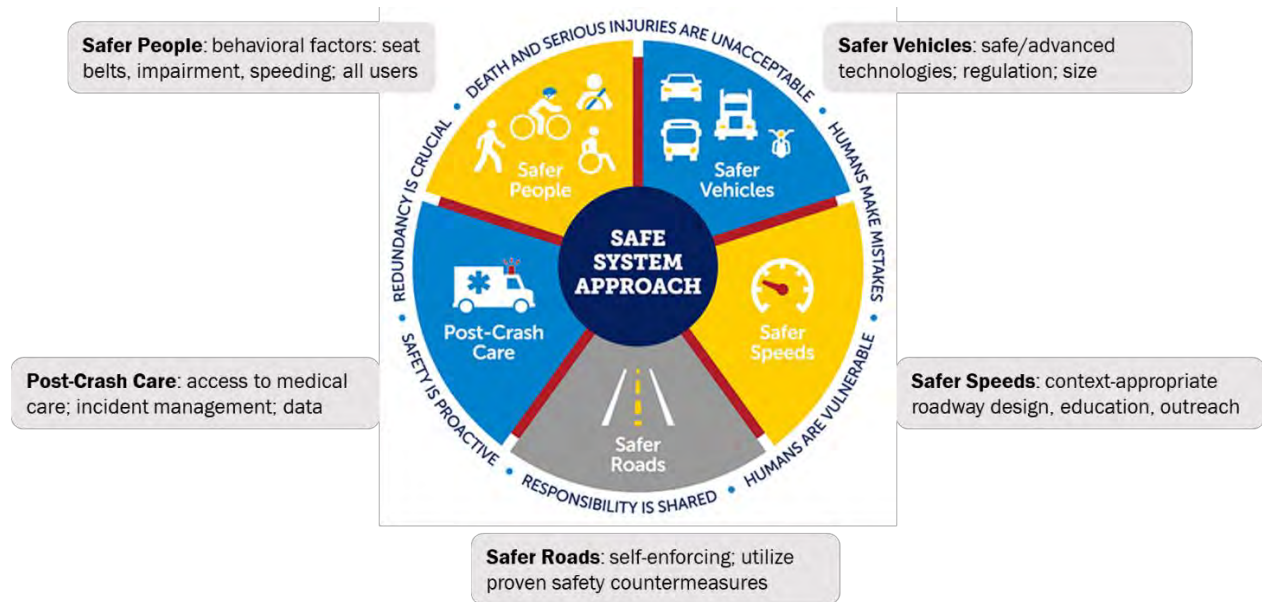 Safer People: behavioral factors: seat
belts, impairment, speeding; all users
Safer Vehicles: safe/advanced
technologies; regulation; size
DEATH AND SERIOUS INJURIES ARE UNACCEPTABLE
HUMANS MAKE MISTAKES
HUMANS ARE VULNERABLE
RESPONSIBILITY IS SHARED
SAFETY IS PROACTIVE
REDUNDANCY IS CRUCIAL
Safer
People
Safer
Vehicles
SAFE
SYSTEM
APPROACH
Post-Crash
Care
Safer
Speeds
Safer
Roads
Post-Crash Care: access to medical
care; incident management; data
Safer Speeds: context-appropriate
roadway design, education, outreach
Safer Roads: self-enforcing; utilize
proven safety countermeasures